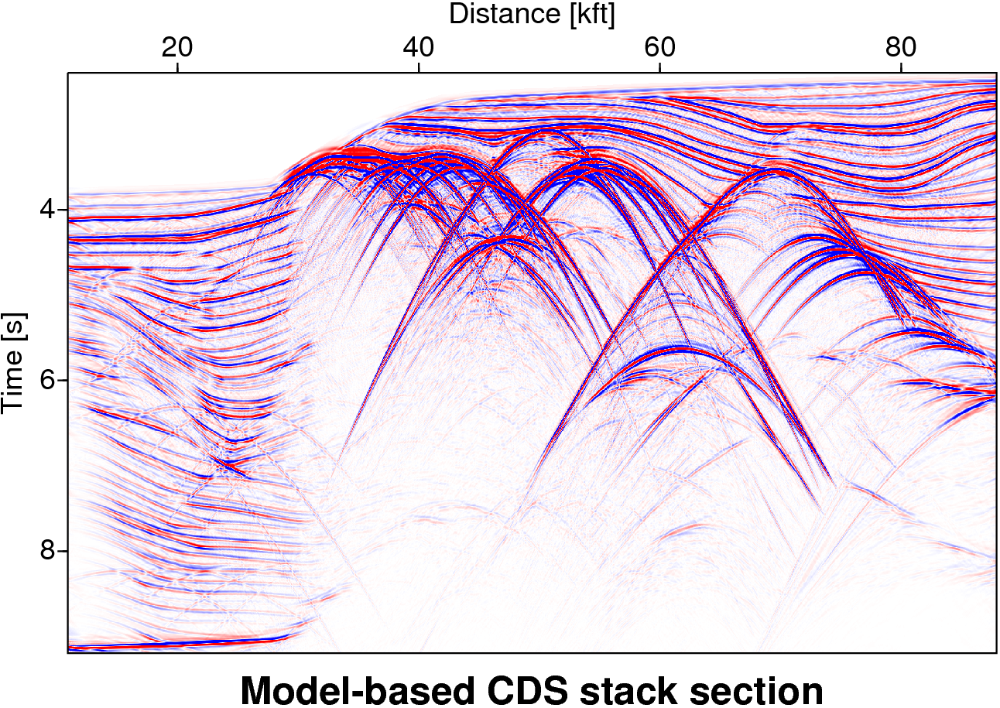 Distance [kft]
20 40 60 80
Time [s]
4
6
8
Model-based CDS stack section